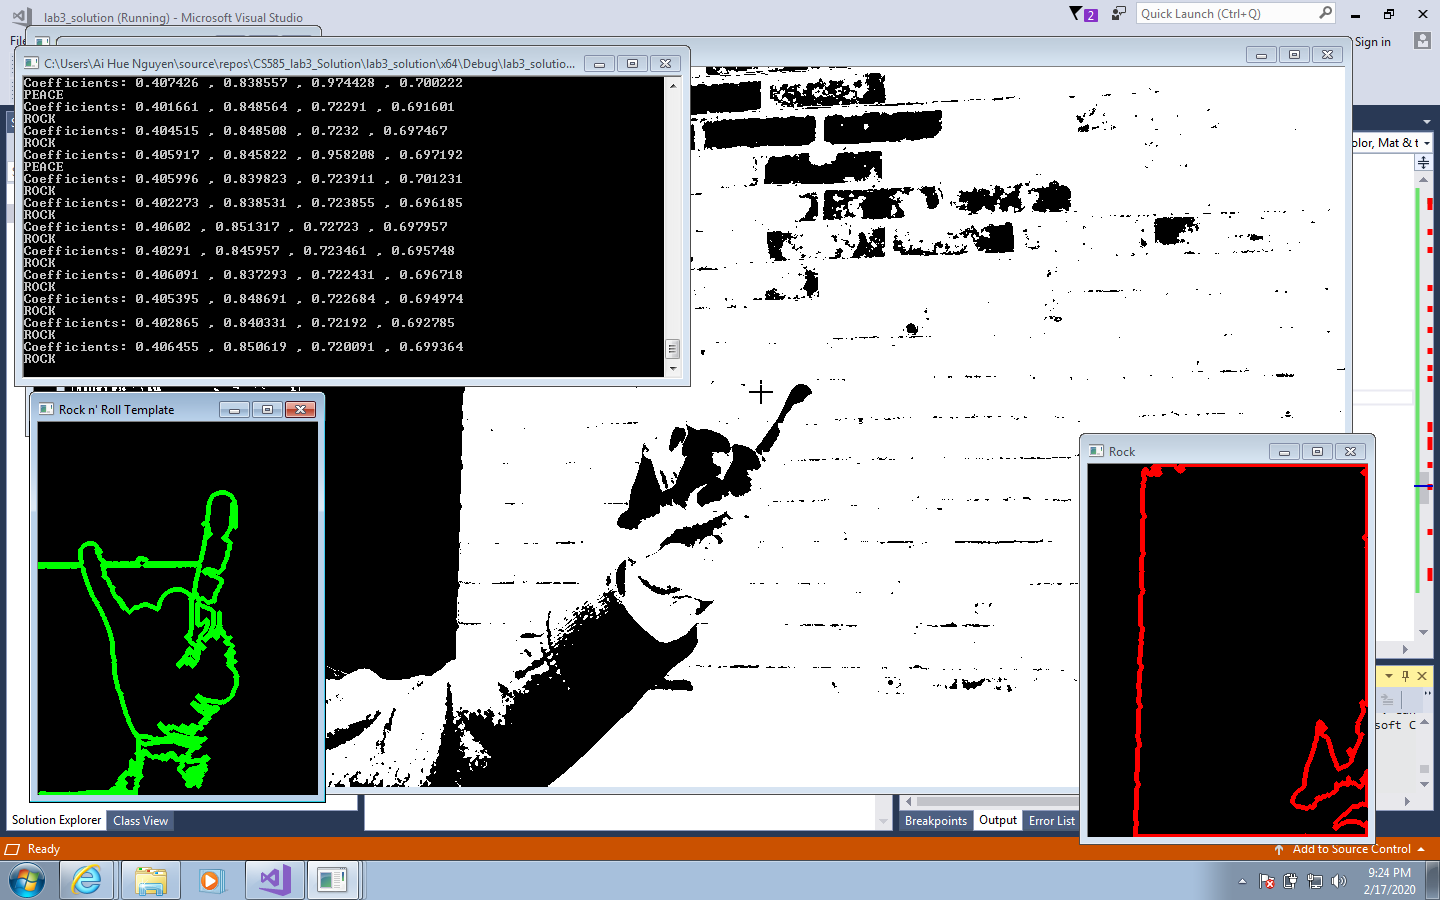 lab3_solution (Running) - Microsoft Visual Studio
2
Quick Launch (Ctrl+Q)
Sign in
C:\Users\Ai Hue Nguyen\source\repos\CS585_lab3_Solution\lab3_solution\x64\Debug\lab3_solutio...
Coefficients: 0.407426 , 0.838557 , 0.974428 , 0.700222
PEACE
Coefficients: 0.401661 , 0.848564 , 0.72291 , 0.691601
ROCK
Coefficients: 0.404515 , 0.848508 , 0.7232 , 0.697467
ROCK
Coefficients: 0.405917 , 0.845822 , 0.958208 , 0.697192
PEACE
Coefficients: 0.405996 , 0.839823 , 0.723911 , 0.701231
ROCK
Coefficients: 0.402273 , 0.838531 , 0.723855 , 0.696185
ROCK
Coefficients: 0.40602 , 0.851317 , 0.72723 , 0.697957
ROCK
Coefficients: 0.40291 , 0.845957 , 0.723461 , 0.695748
ROCK
Coefficients: 0.406091 , 0.837293 , 0.722431 , 0.696718
ROCK
Coefficients: 0.405395 , 0.848691 , 0.722684 , 0.694974
ROCK
Coefficients: 0.402865 , 0.840331 , 0.72192 , 0.692785
ROCK
Coefficients: 0.406455 , 0.850619 , 0.720091 , 0.699364
ROCK
olor, Mat & t
Rock n' Roll Template
Rock
soft C
Solution Explorer
Class View
Breakpoints
Output
Error List
Ready
Add to Source Control
9:24 PM
2/17/2020